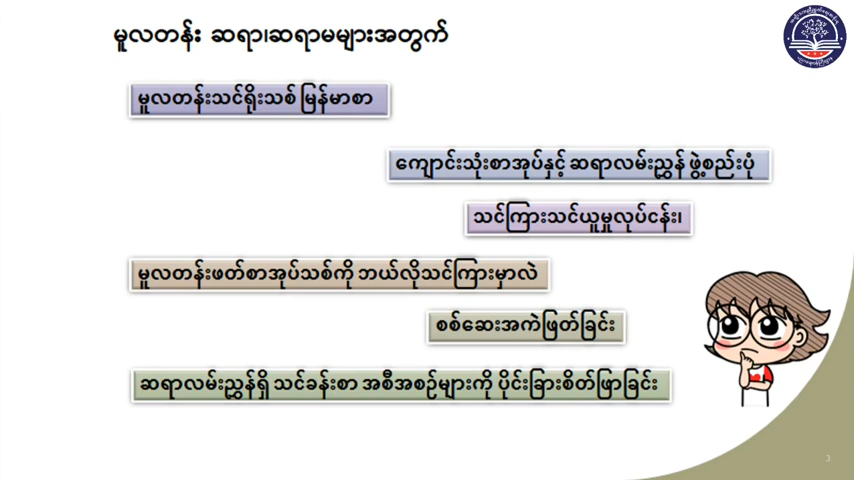 မူလတန်း ဆရာ၊ဆရာမများအတွက်
မူလတန်းသင်ရိုးသစ် မြန်မာစာ
ကျောင်းသုံးစာအုပ်နှင့် ဆရာလမ်းညွှန် ဖွဲ့စည်းပုံ
သင်ကြားသင်ယူမှုလုပ်ငန်း၊
မူလတန်းဖတ်စာအုပ်သစ်ကို ဘယ်လိုသင်ကြားမှာလဲ
စစ်ဆေးအကဲဖြတ်ခြင်း
ဆရာလမ်းညွှန်ရှိ သင်ခန်းစာ အစီအစဉ်များကို ပိုင်းခြားစိတ်ဖြာခြင်း
3